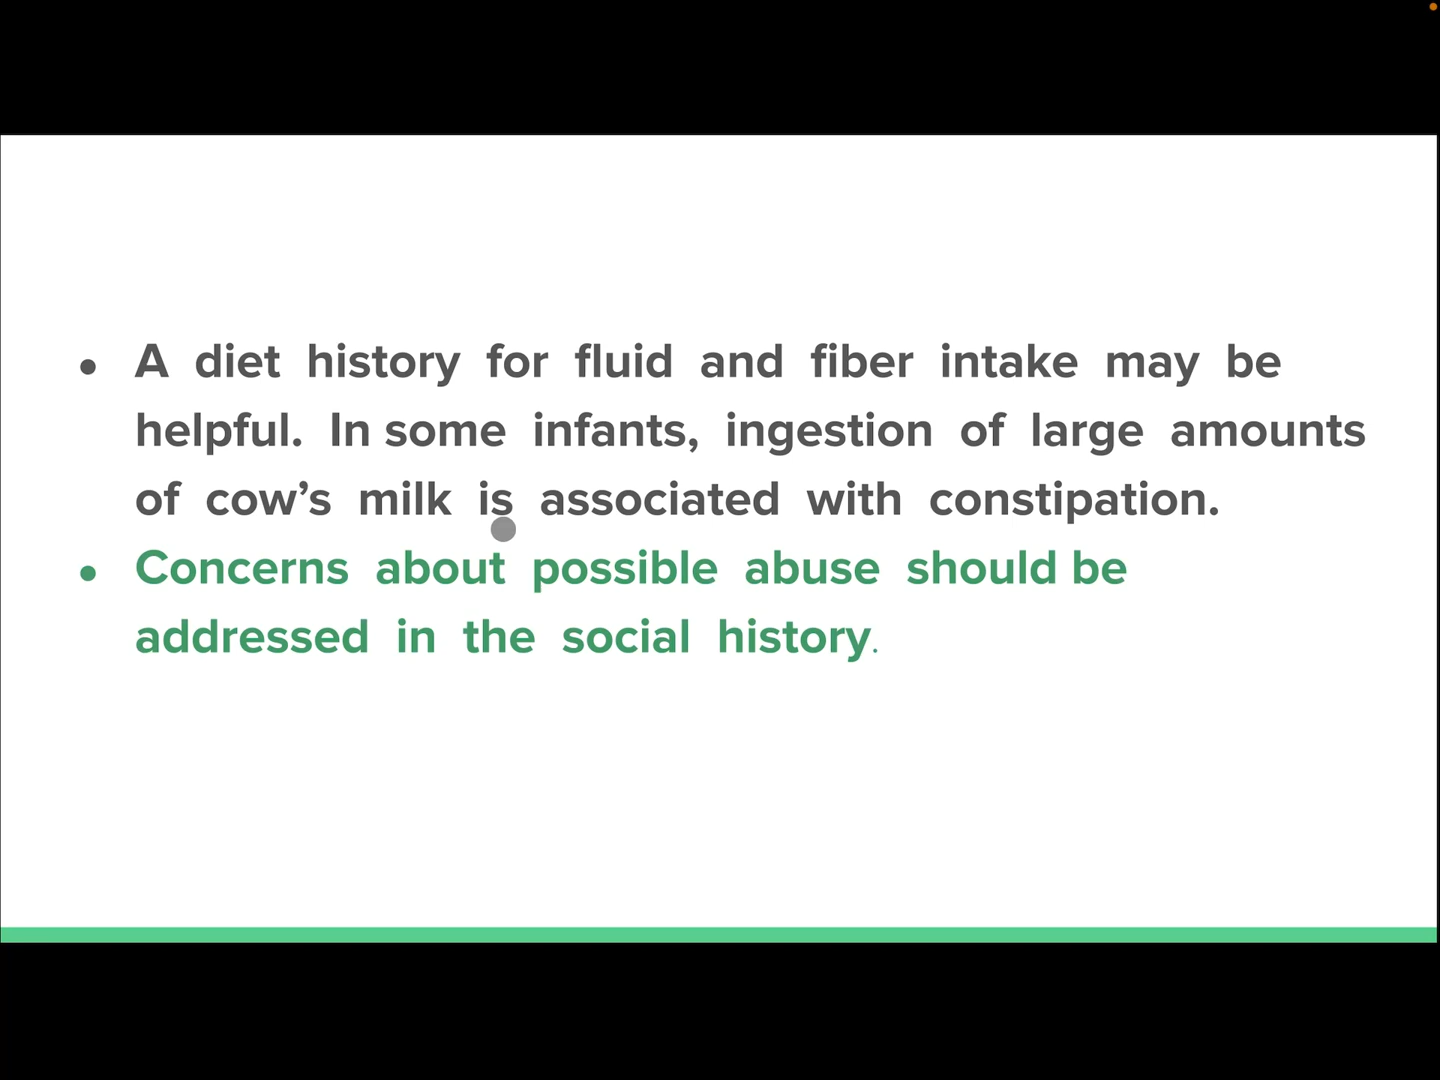 • A diet history for fluid and fiber intake may be
helpful. In some infants, ingestion of large amounts
of cow’s milk is associated with constipation.
• Concerns about possible abuse should be
addressed in the social history.